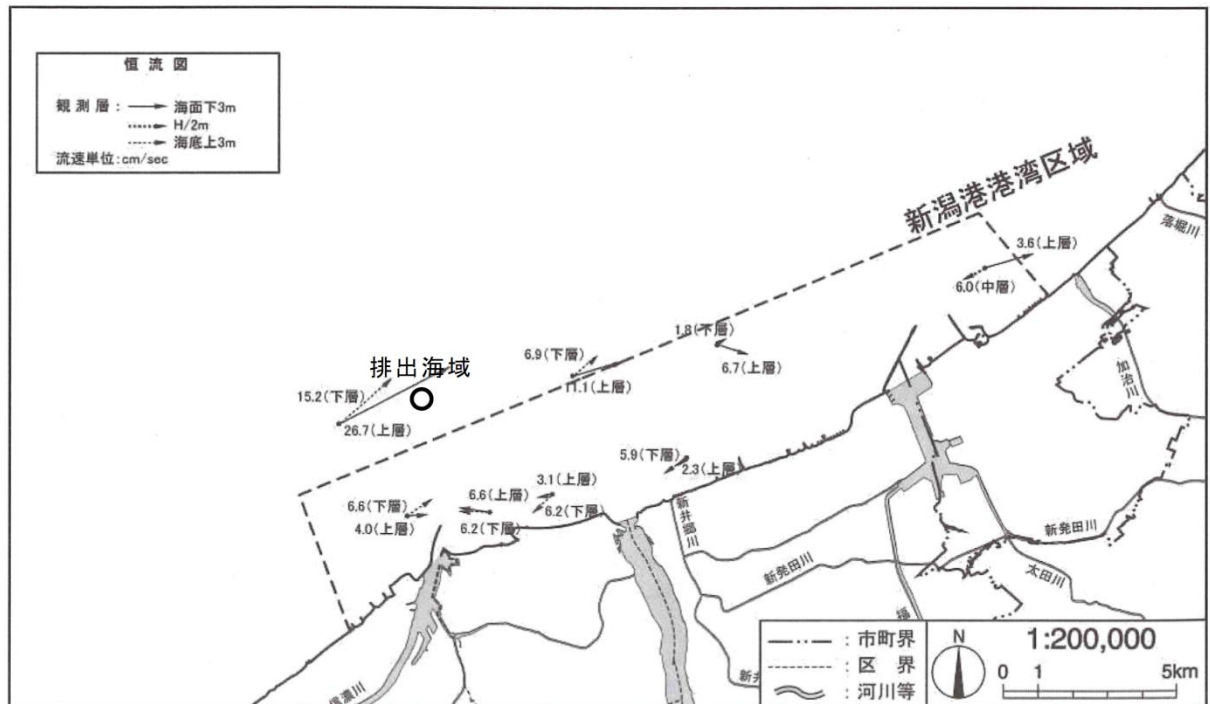 恒流図
観測層： 海面下3m
H/2m
海底上3m
流速単位：cm/sec
新潟港港湾区域
落堀川
3.6(上層)
6.0(中層)
1.8(下層)
6.7(上層)
加治川
6.9(下層)
11.1(上層)
排出海域
15.2(下層)
26.7(上層)
5.9(下層)
2.3(上層)
3.1(上層)
6.2(下層)
6.6(上層)
6.2(下層)
6.6(下層)
4.0(上層)
新井郷川
新発田川
新発田川
太田川
信濃川
新井
：市町界
：区界
：河川等
N
1:200,000
0 1 5km